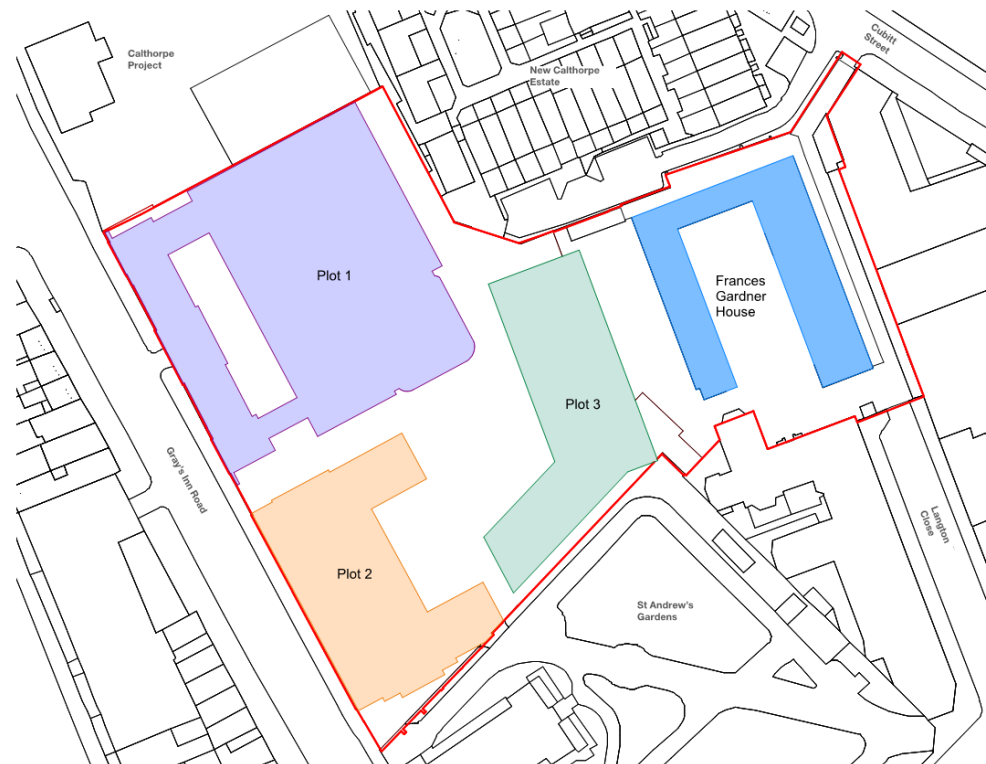 Calthorpe
Project
New Calthorpe
Estate
Cubitt
Street
Plot 1
Frances
Gardner
House
Plot 3
Gray's Inn Road
Plot 2
Langton
Close
St Andrew's
Gardens